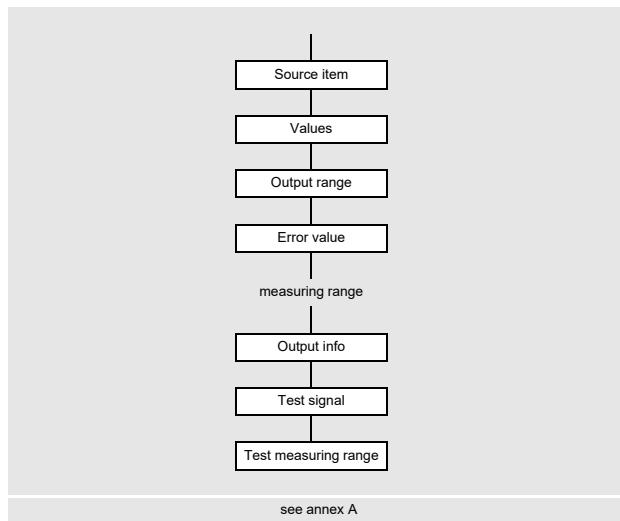 Source item
Values
Output range
Error value
measuring range
Output info
Test signal
Test measuring range
see annex A